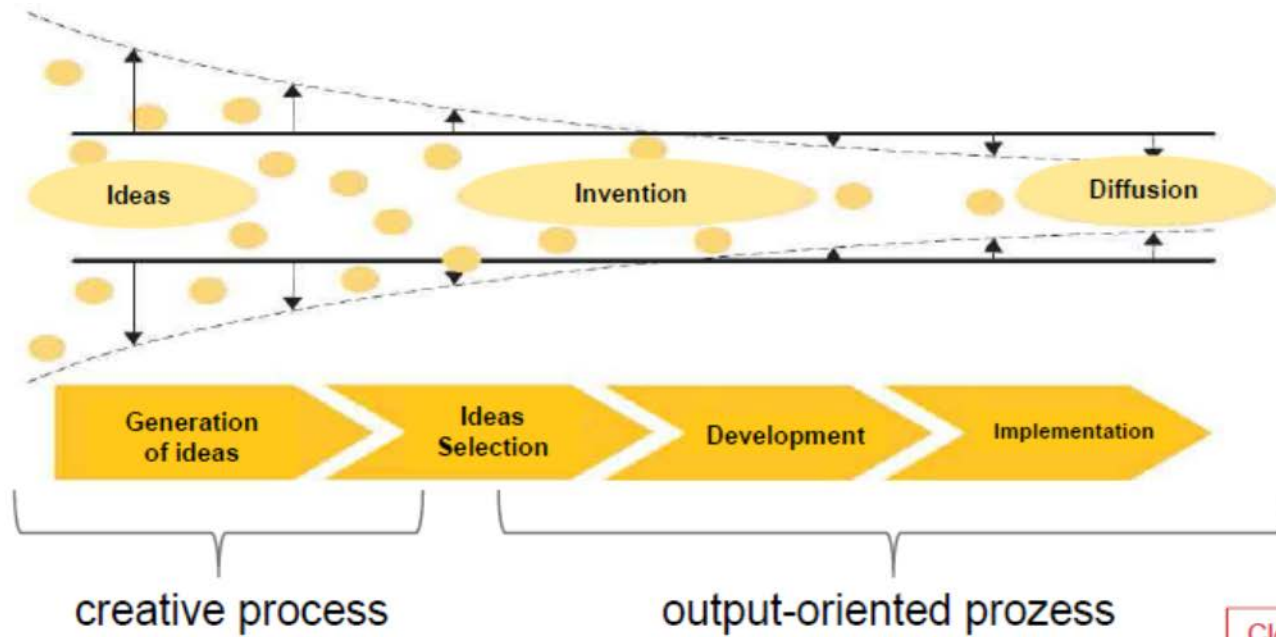 Ideas
Invention
Diffusion
Generation
of ideas
Ideas
Selection
Development
Implementation
creative process
output-oriented prozess